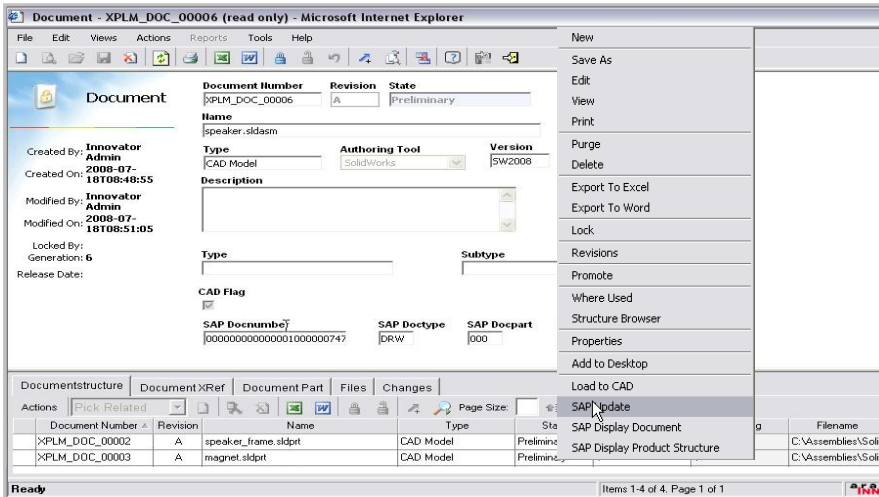 Document - XPLM_DOC_00006 (read only) - Microsoft Internet Explorer
File Edit Views Actions Reports Tools Help
Document
Document Number Revision State
XPLM_DOC_00006 A Preliminary
Name
speaker.sldasm
Type Authoring Tool Version
CAD Model SolidWorks SW2008
Description
Created By: Innovator Admin
Created On: 2008-07-18T08:48:55
Modified By: Innovator Admin
Modified On: 2008-07-18T08:51:05
Locked By:
Generation: 6
Release Date:
Type Subtype
CAD Flag
SAP Docnumber SAP Doctype SAP Docpart
0000000000000001000000747 DRW 000
New
Save As
Edit
View
Print
Purge
Delete
Export To Excel
Export To Word
Lock
Revisions
Promote
Where Used
Structure Browser
Properties
Add to Desktop
Load to CAD
SAP Update
SAP Display Document
SAP Display Product Structure
Documentstructure Document XRef Document Part Files Changes
Actions Pick Related Page Size:
Document Number Revision Name Type Sta g Filename
XPLM_DOC_00002 A speaker_frame.sldprt CAD Model Prelimina C:\Assemblies\Soli
XPLM_DOC_00003 A magnet.sldprt CAD Model Prelimina C:\Assemblies\Soli
Ready Items 1-4 of 4. Page 1 of 1